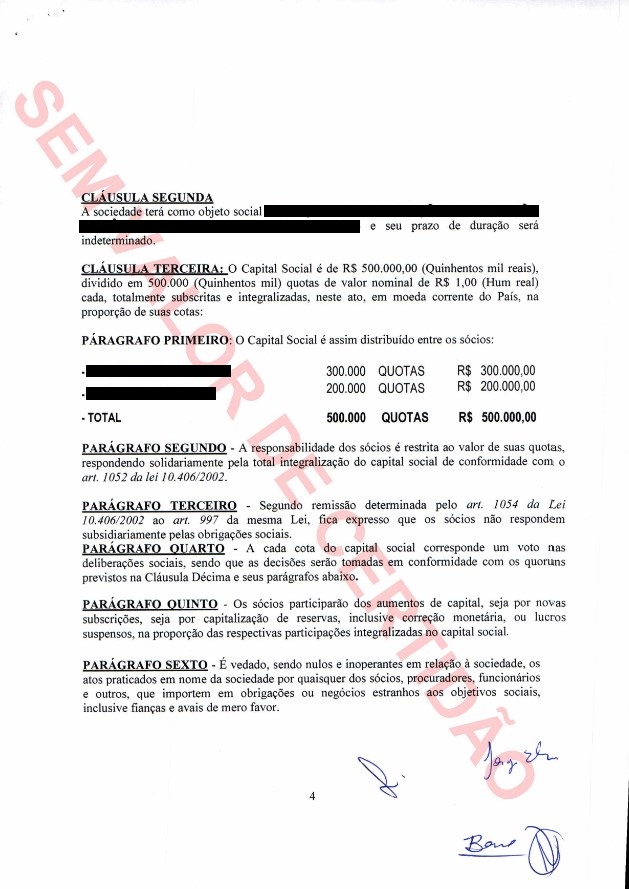 CLÁUSULA SEGUNDA
A sociedade terá como objeto social
e seu prazo de duração será
indeterminado.
CLÁUSULA TERCEIRA: O Capital Social é de R$ 500.000,00 (Quinhentos mil reais),
dividido em 500.000 (Quinhentos mil) quotas de valor nominal de R$ 1,00 (Hum real)
cada, totalmente subscritas e integralizadas, neste ato, em moeda corrente do País, na
proporção de suas cotas:
PÁRAGRAFO PRIMEIRO: O Capital Social é assim distribuído entre os sócios:
- 300.000 QUOTAS R$ 300.000,00
- 200.000 QUOTAS R$ 200.000,00
- TOTAL 500.000 QUOTAS R$ 500.000,00
PARÁGRAFO SEGUNDO - A responsabilidade dos sócios é restrita ao valor de suas quotas,
respondendo solidariamente pela total integralização do capital social de conformidade com o
art. 1052 da lei 10.406/2002.
PARÁGRAFO TERCEIRO - Segundo remissão determinada pelo art. 1054 da Lei
10.406/2002 ao art. 997 da mesma Lei, fica expresso que os sócios não respondem
subsidiariamente pelas obrigações sociais.
PARÁGRAFO QUARTO - A cada cota do capital social corresponde um voto nas
deliberações sociais, sendo que as decisões serão tomadas em conformidade com os quoruns
previstos na Cláusula Décima e seus parágrafos abaixo.
PARÁGRAFO QUINTO - Os sócios participarão dos aumentos de capital, seja por novas
subscrições, seja por capitalização de reservas, inclusive correção monetária, ou lucros
suspensos, na proporção das respectivas participações integralizadas no capital social.
PARÁGRAFO SEXTO - É vedado, sendo nulos e inoperantes em relação à sociedade, os
atos praticados em nome da sociedade por quaisquer dos sócios, procuradores, funcionários
e outros, que importem em obrigações ou negócios estranhos aos objetivos sociais,
inclusive fianças e avais de mero favor.
4
SEM VALOR DE CERTIDÃO